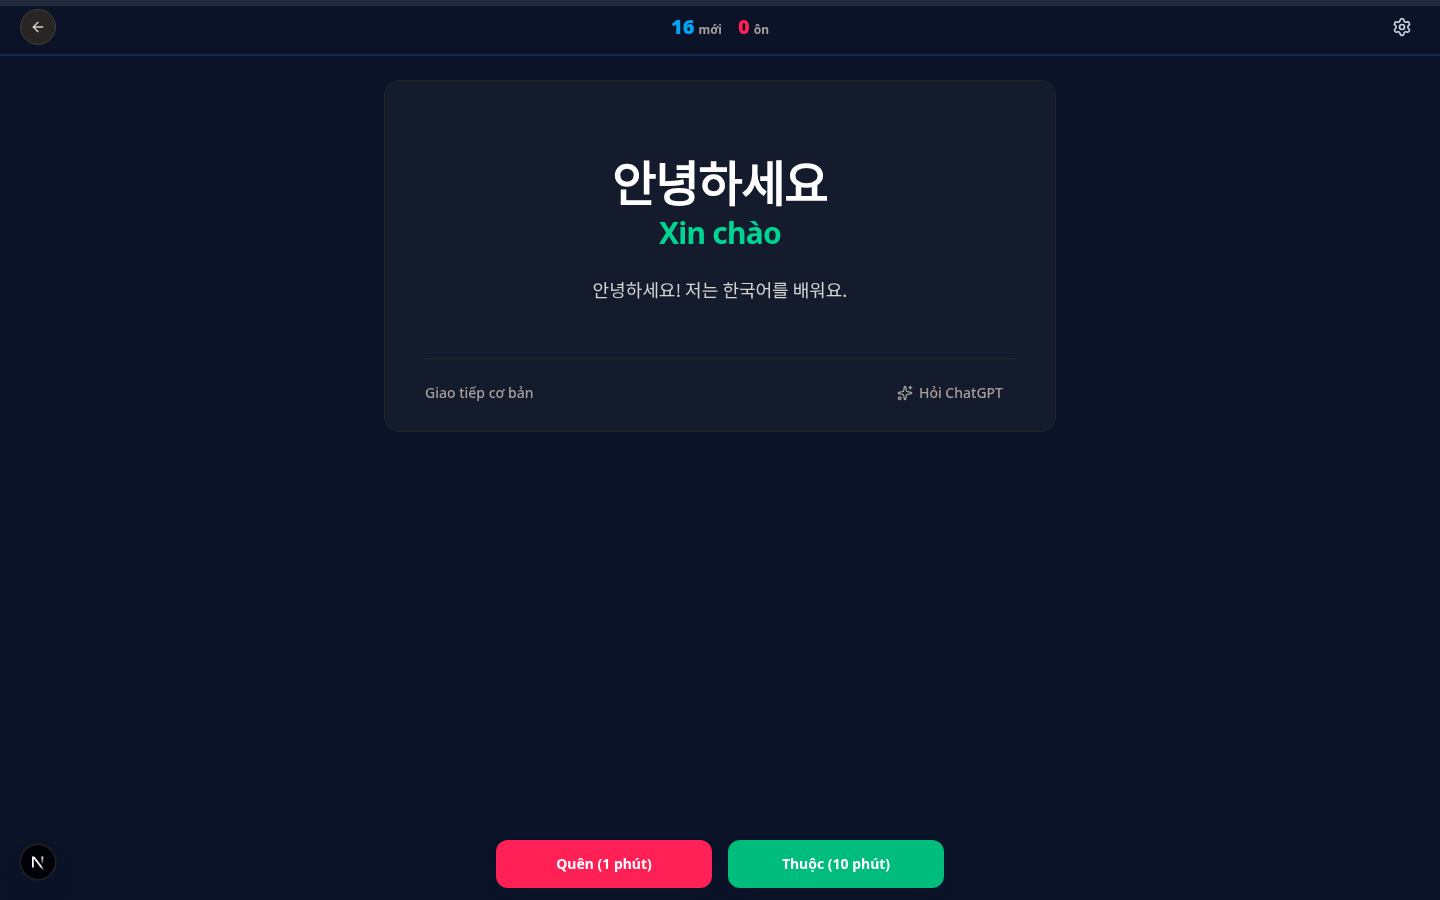 16 mới 0 ôn
안녕하세요
Xin chào
안녕하세요! 저는 한국어를 배워요.
Giao tiếp cơ bản
Hỏi ChatGPT
N
Quên (1 phút)
Thuộc (10 phút)